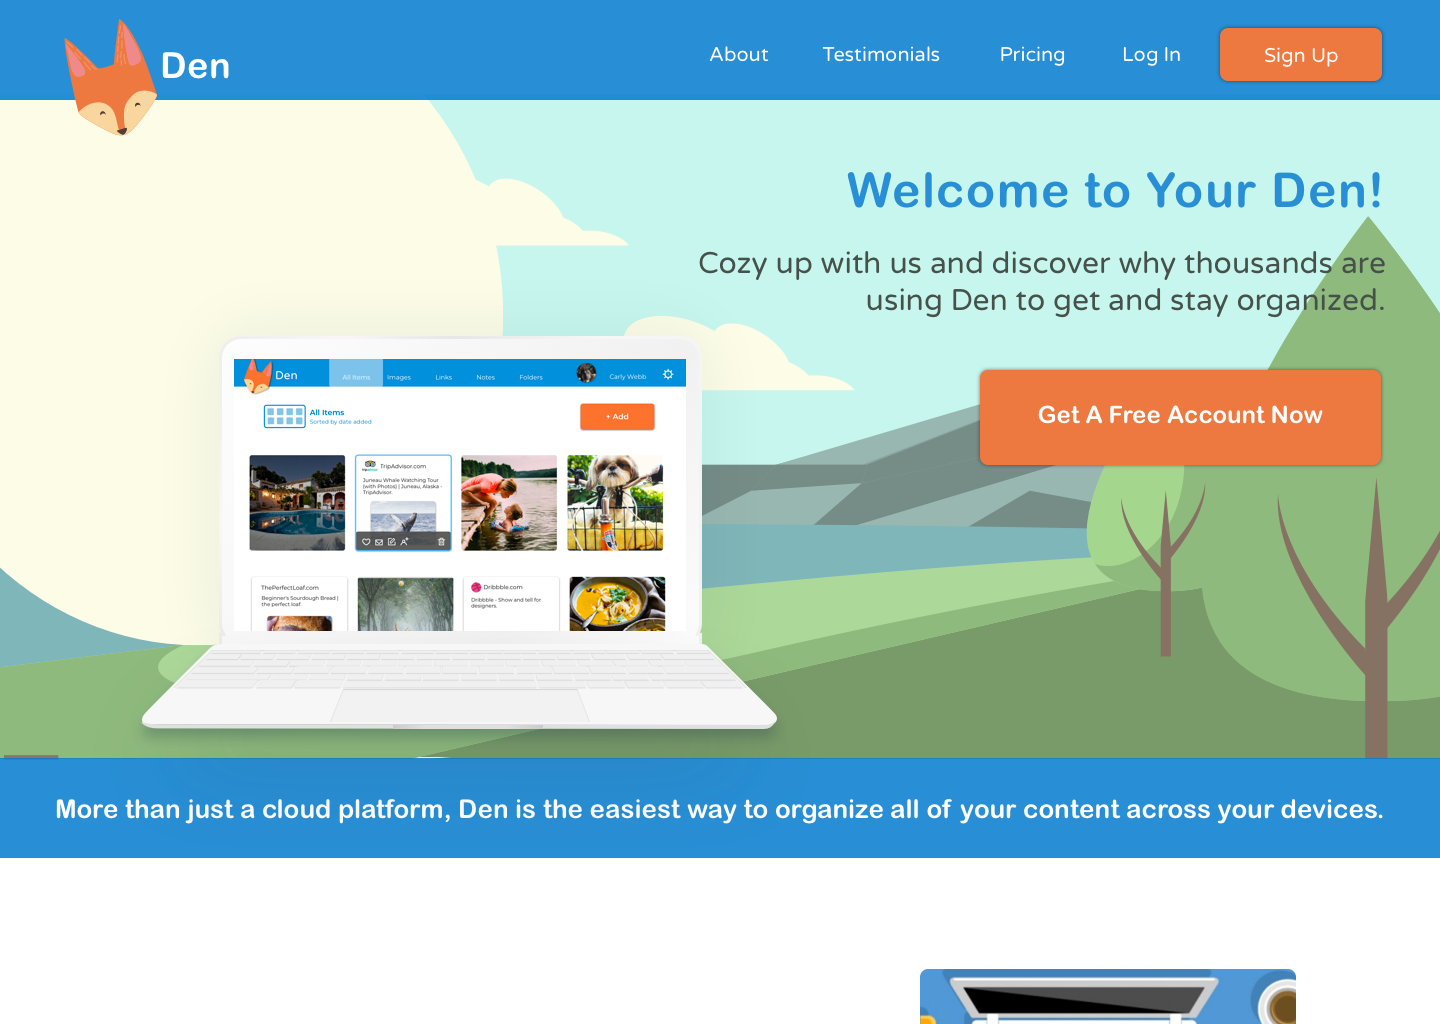 Den
About
Testimonials
Pricing
Log In
Sign Up
Welcome to Your Den!
Cozy up with us and discover why thousands are
using Den to get and stay organized.
Get A Free Account Now
Den
All Items
Images
Links
Notes
Folders
Carly Webb
All Items
Sorted by date added
+ Add
TripAdvisor.com
Juneau Whale Watching Tour
(with Photos) | Juneau, Alaska -
TripAdvisor.
ThePerfectLoaf.com
Beginner's Sourdough Bread |
the perfect loaf.
Dribbble.com
Dribbble - Show and tell for
designers.
More than just a cloud platform, Den is the easiest way to organize all of your content across your devices.